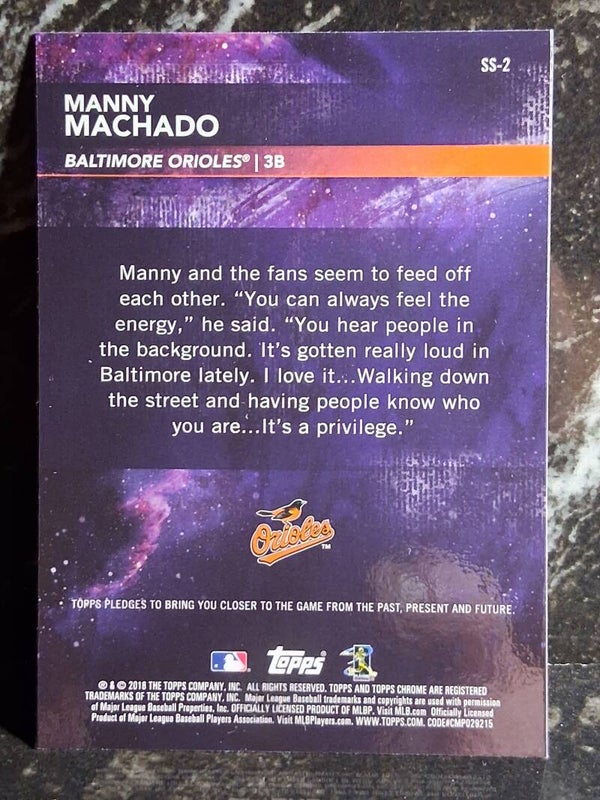 SS-2
MANNY
MACHADO
BALTIMORE ORIOLES® | 3B
Manny and the fans seem to feed off
each other. “You can always feel the
energy,” he said. “You hear people in
the background. It’s gotten really loud in
Baltimore lately. I love it...Walking down
the street and having people know who
you are...It’s a privilege.”
Orioles™
TOPPS PLEDGES TO BRING YOU CLOSER TO THE GAME FROM THE PAST, PRESENT AND FUTURE.
Topps
® & © 2018 THE TOPPS COMPANY, INC. ALL RIGHTS RESERVED. TOPPS AND TOPPS CHROME ARE REGISTERED
TRADEMARKS OF THE TOPPS COMPANY, INC. Major League Baseball trademarks and copyrights are used with permission
of Major League Baseball Properties, Inc. OFFICIALLY LICENSED PRODUCT OF MLBP. Visit MLB.com Officially Licensed
Product of Major League Baseball Players Association. Visit MLBPlayers.com. WWW.TOPPS.COM. CODE#CMP028215